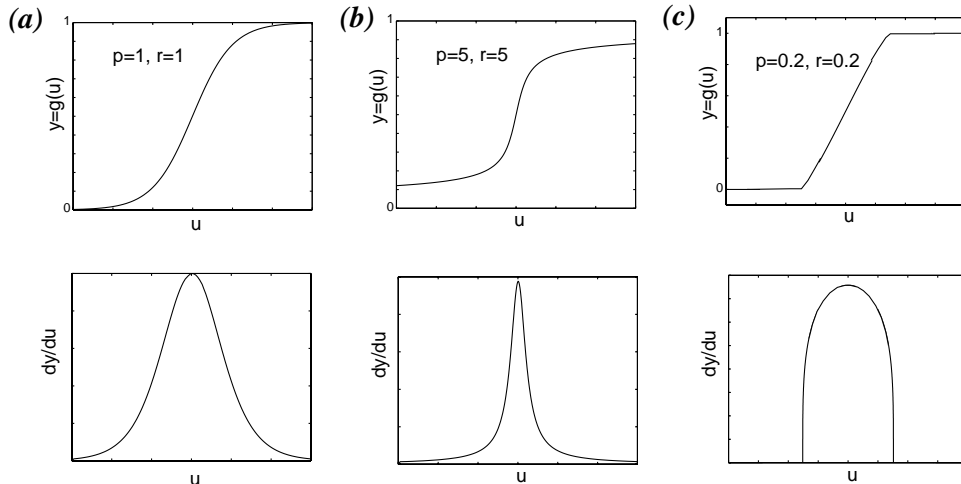 (a)
1
p=1, r=1
y=g(u)
0
u
(b)
1
p=5, r=5
y=g(u)
0
u
(c)
1
p=0.2, r=0.2
y=g(u)
0
u
dy/du
u
dy/du
u
dy/du
u